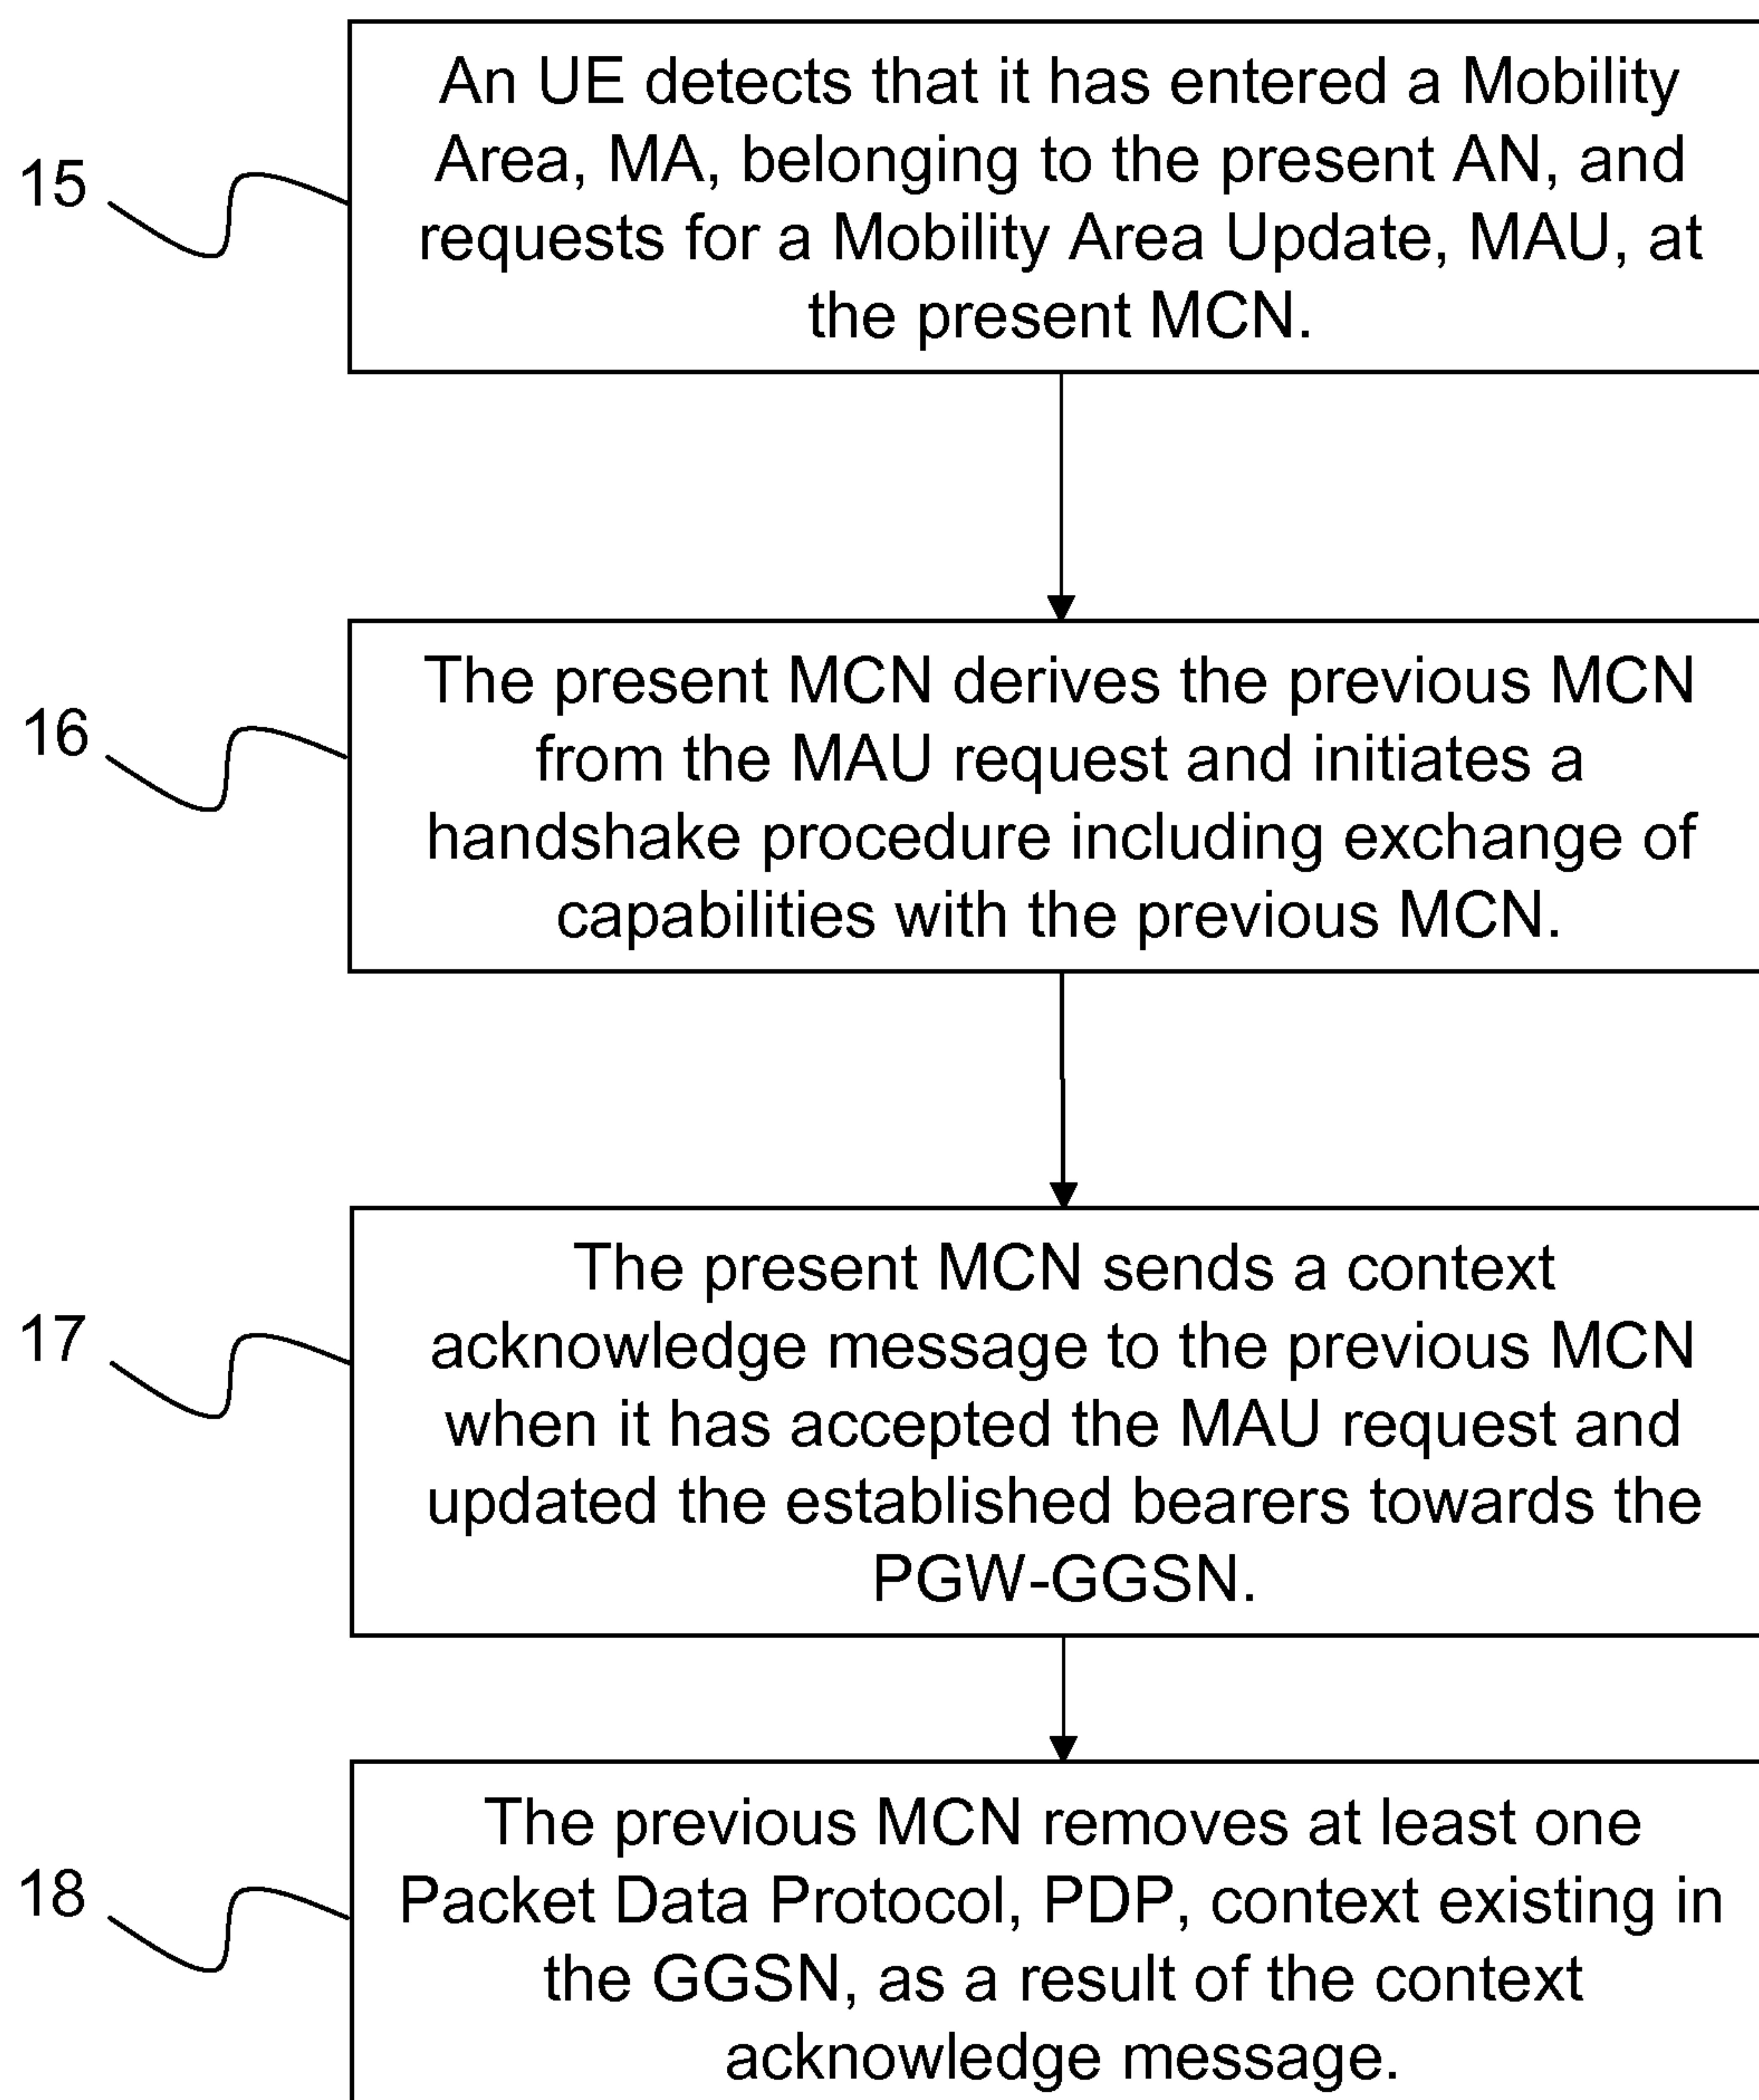 15
An UE detects that it has entered a Mobility
Area, MA, belonging to the present AN, and
requests for a Mobility Area Update, MAU, at
the present MCN.
16
The present MCN derives the previous MCN
from the MAU request and initiates a
handshake procedure including exchange of
capabilities with the previous MCN.
17
The present MCN sends a context
acknowledge message to the previous MCN
when it has accepted the MAU request and
updated the established bearers towards the
PGW-GGSN.
18
The previous MCN removes at least one
Packet Data Protocol, PDP, context existing in
the GGSN, as a result of the context
acknowledge message.